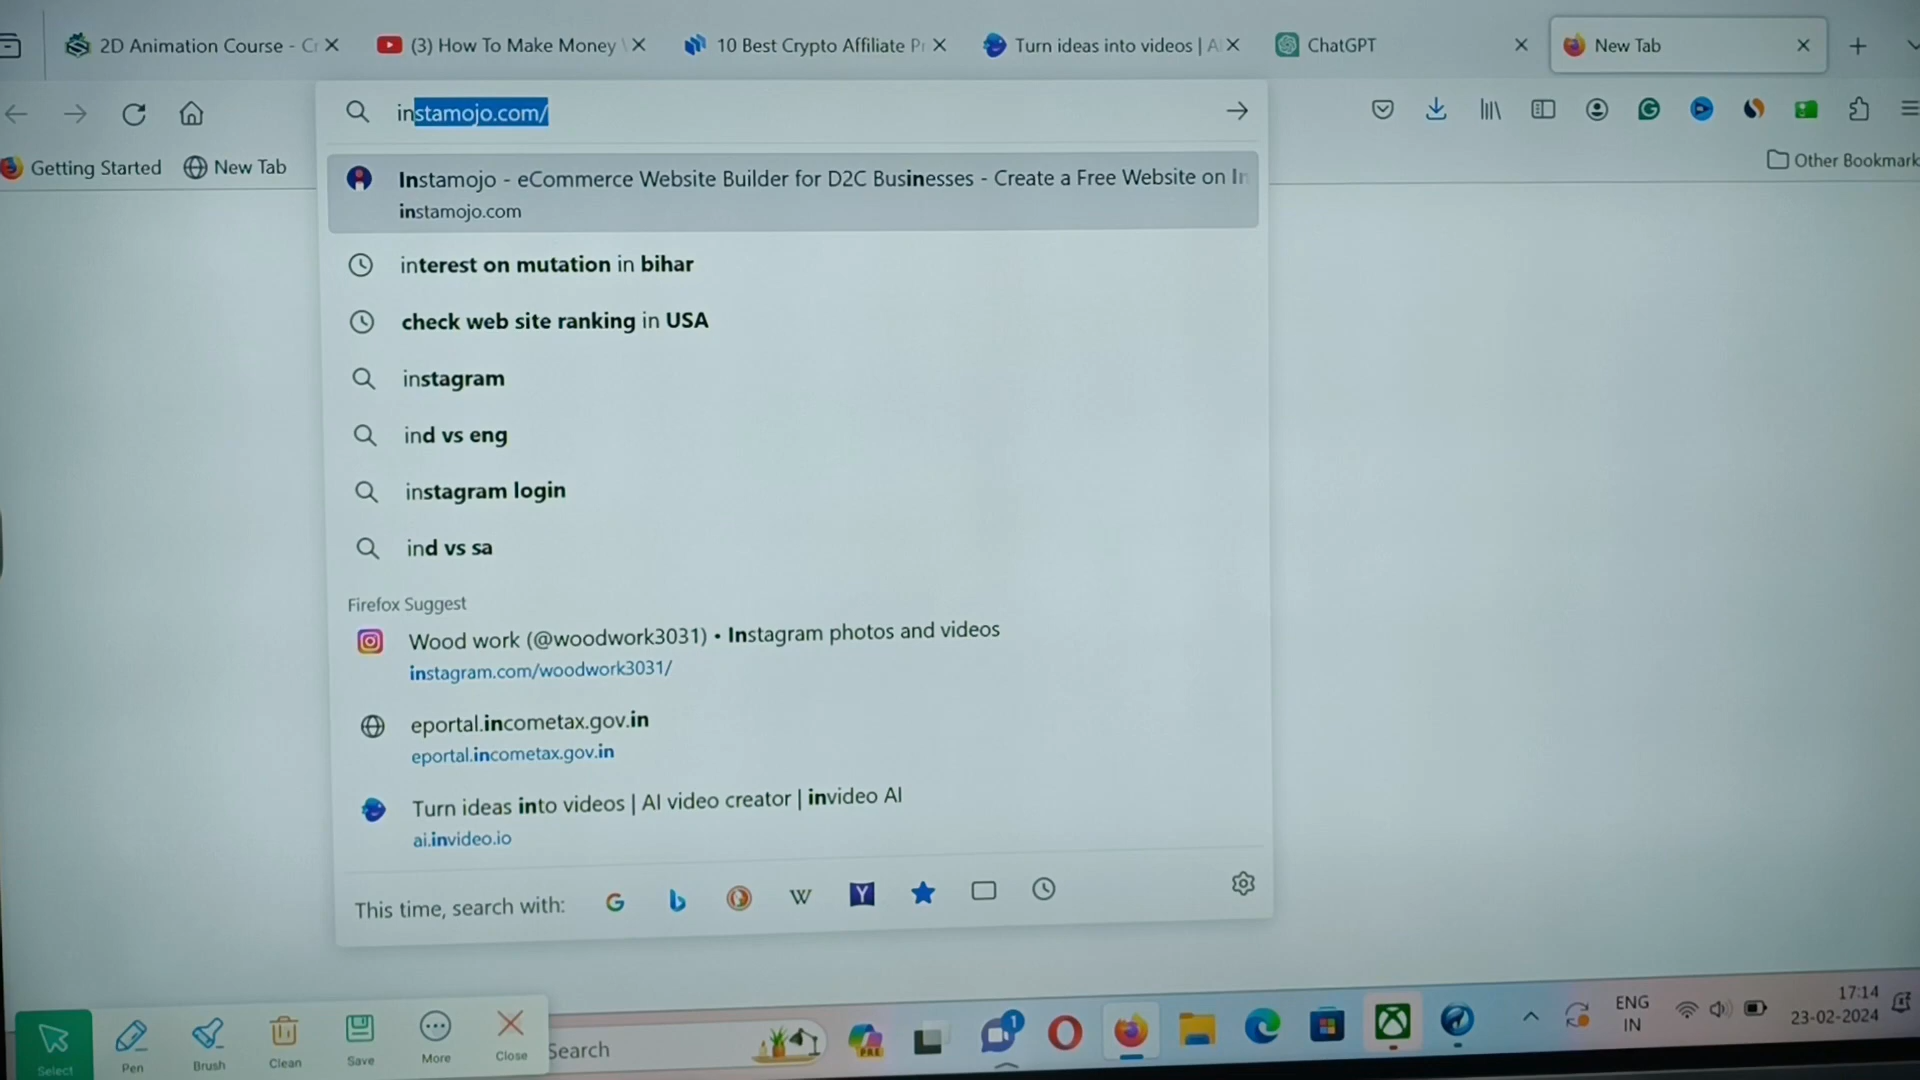 2D Animation Course - Cr
(3) How To Make Money
10 Best Crypto Affiliate Pr
Turn ideas into videos | A
ChatGPT
New Tab
instamojo.com/
Getting Started
New Tab
Other Bookmark
Instamojo - eCommerce Website Builder for D2C Businesses - Create a Free Website on In
instamojo.com
interest on mutation in bihar
check web site ranking in USA
instagram
ind vs eng
instagram login
ind vs sa
Firefox Suggest
Wood work (@woodwork3031) • Instagram photos and videos
instagram.com/woodwork3031/
eportal.incometax.gov.in
eportal.incometax.gov.in
Turn ideas into videos | AI video creator | invideo AI
ai.invideo.io
This time, search with:
Select
Pen
Brush
Clean
Save
More
Close
Search
PRE
1
ENG
IN
17:14
23-02-2024